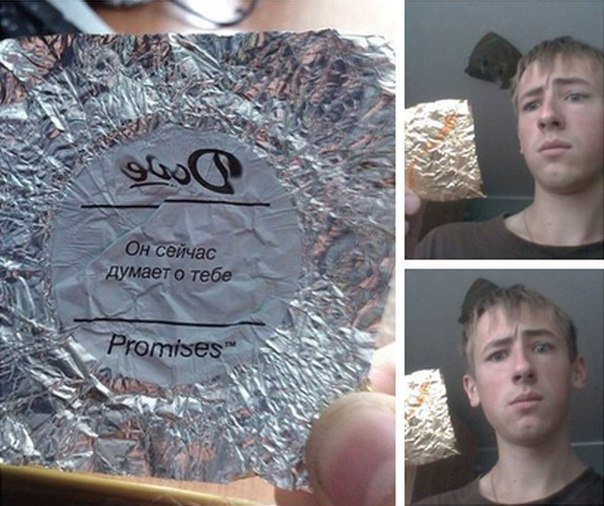 Dove
Он сейчас
думает о тебе
Promises™